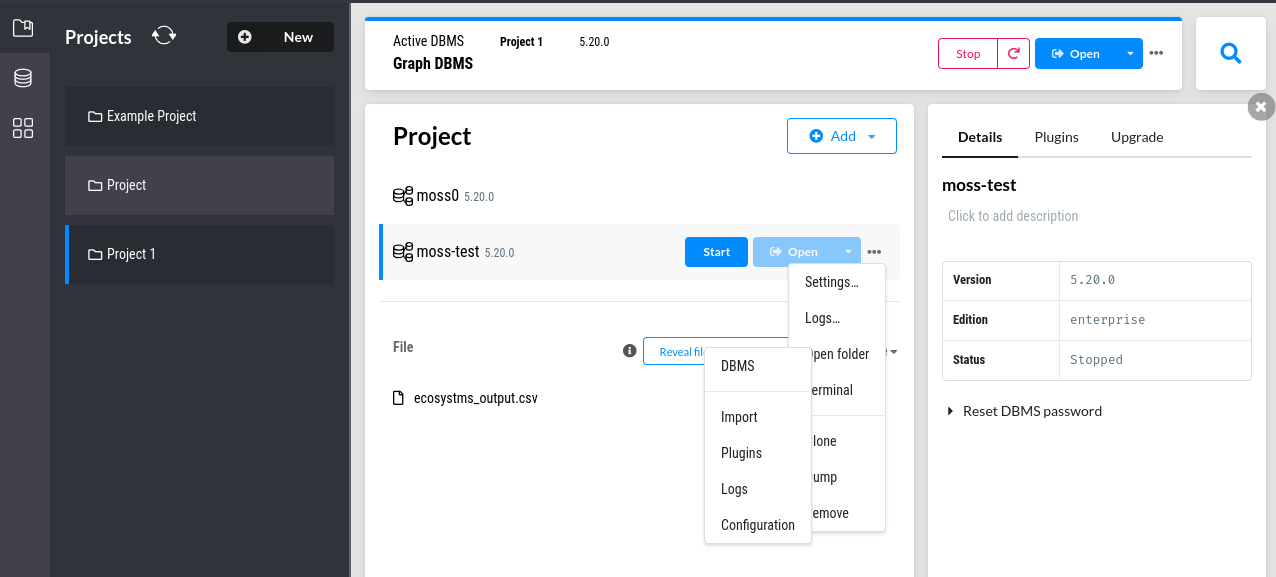 Projects
New
Example Project
Project
Project 1
Active DBMS Project 1 5.20.0
Graph DBMS
Stop
Open
Project
Add
moss0 5.20.0
moss-test 5.20.0
Start
Open
Settings...
Logs...
Open folder
Terminal
Clone
Dump
Remove
DBMS
Import
Plugins
Logs
Configuration
File
Reveal file
ecosystms_output.csv
Details Plugins Upgrade
moss-test
Click to add description
Version 5.20.0
Edition enterprise
Status Stopped
Reset DBMS password